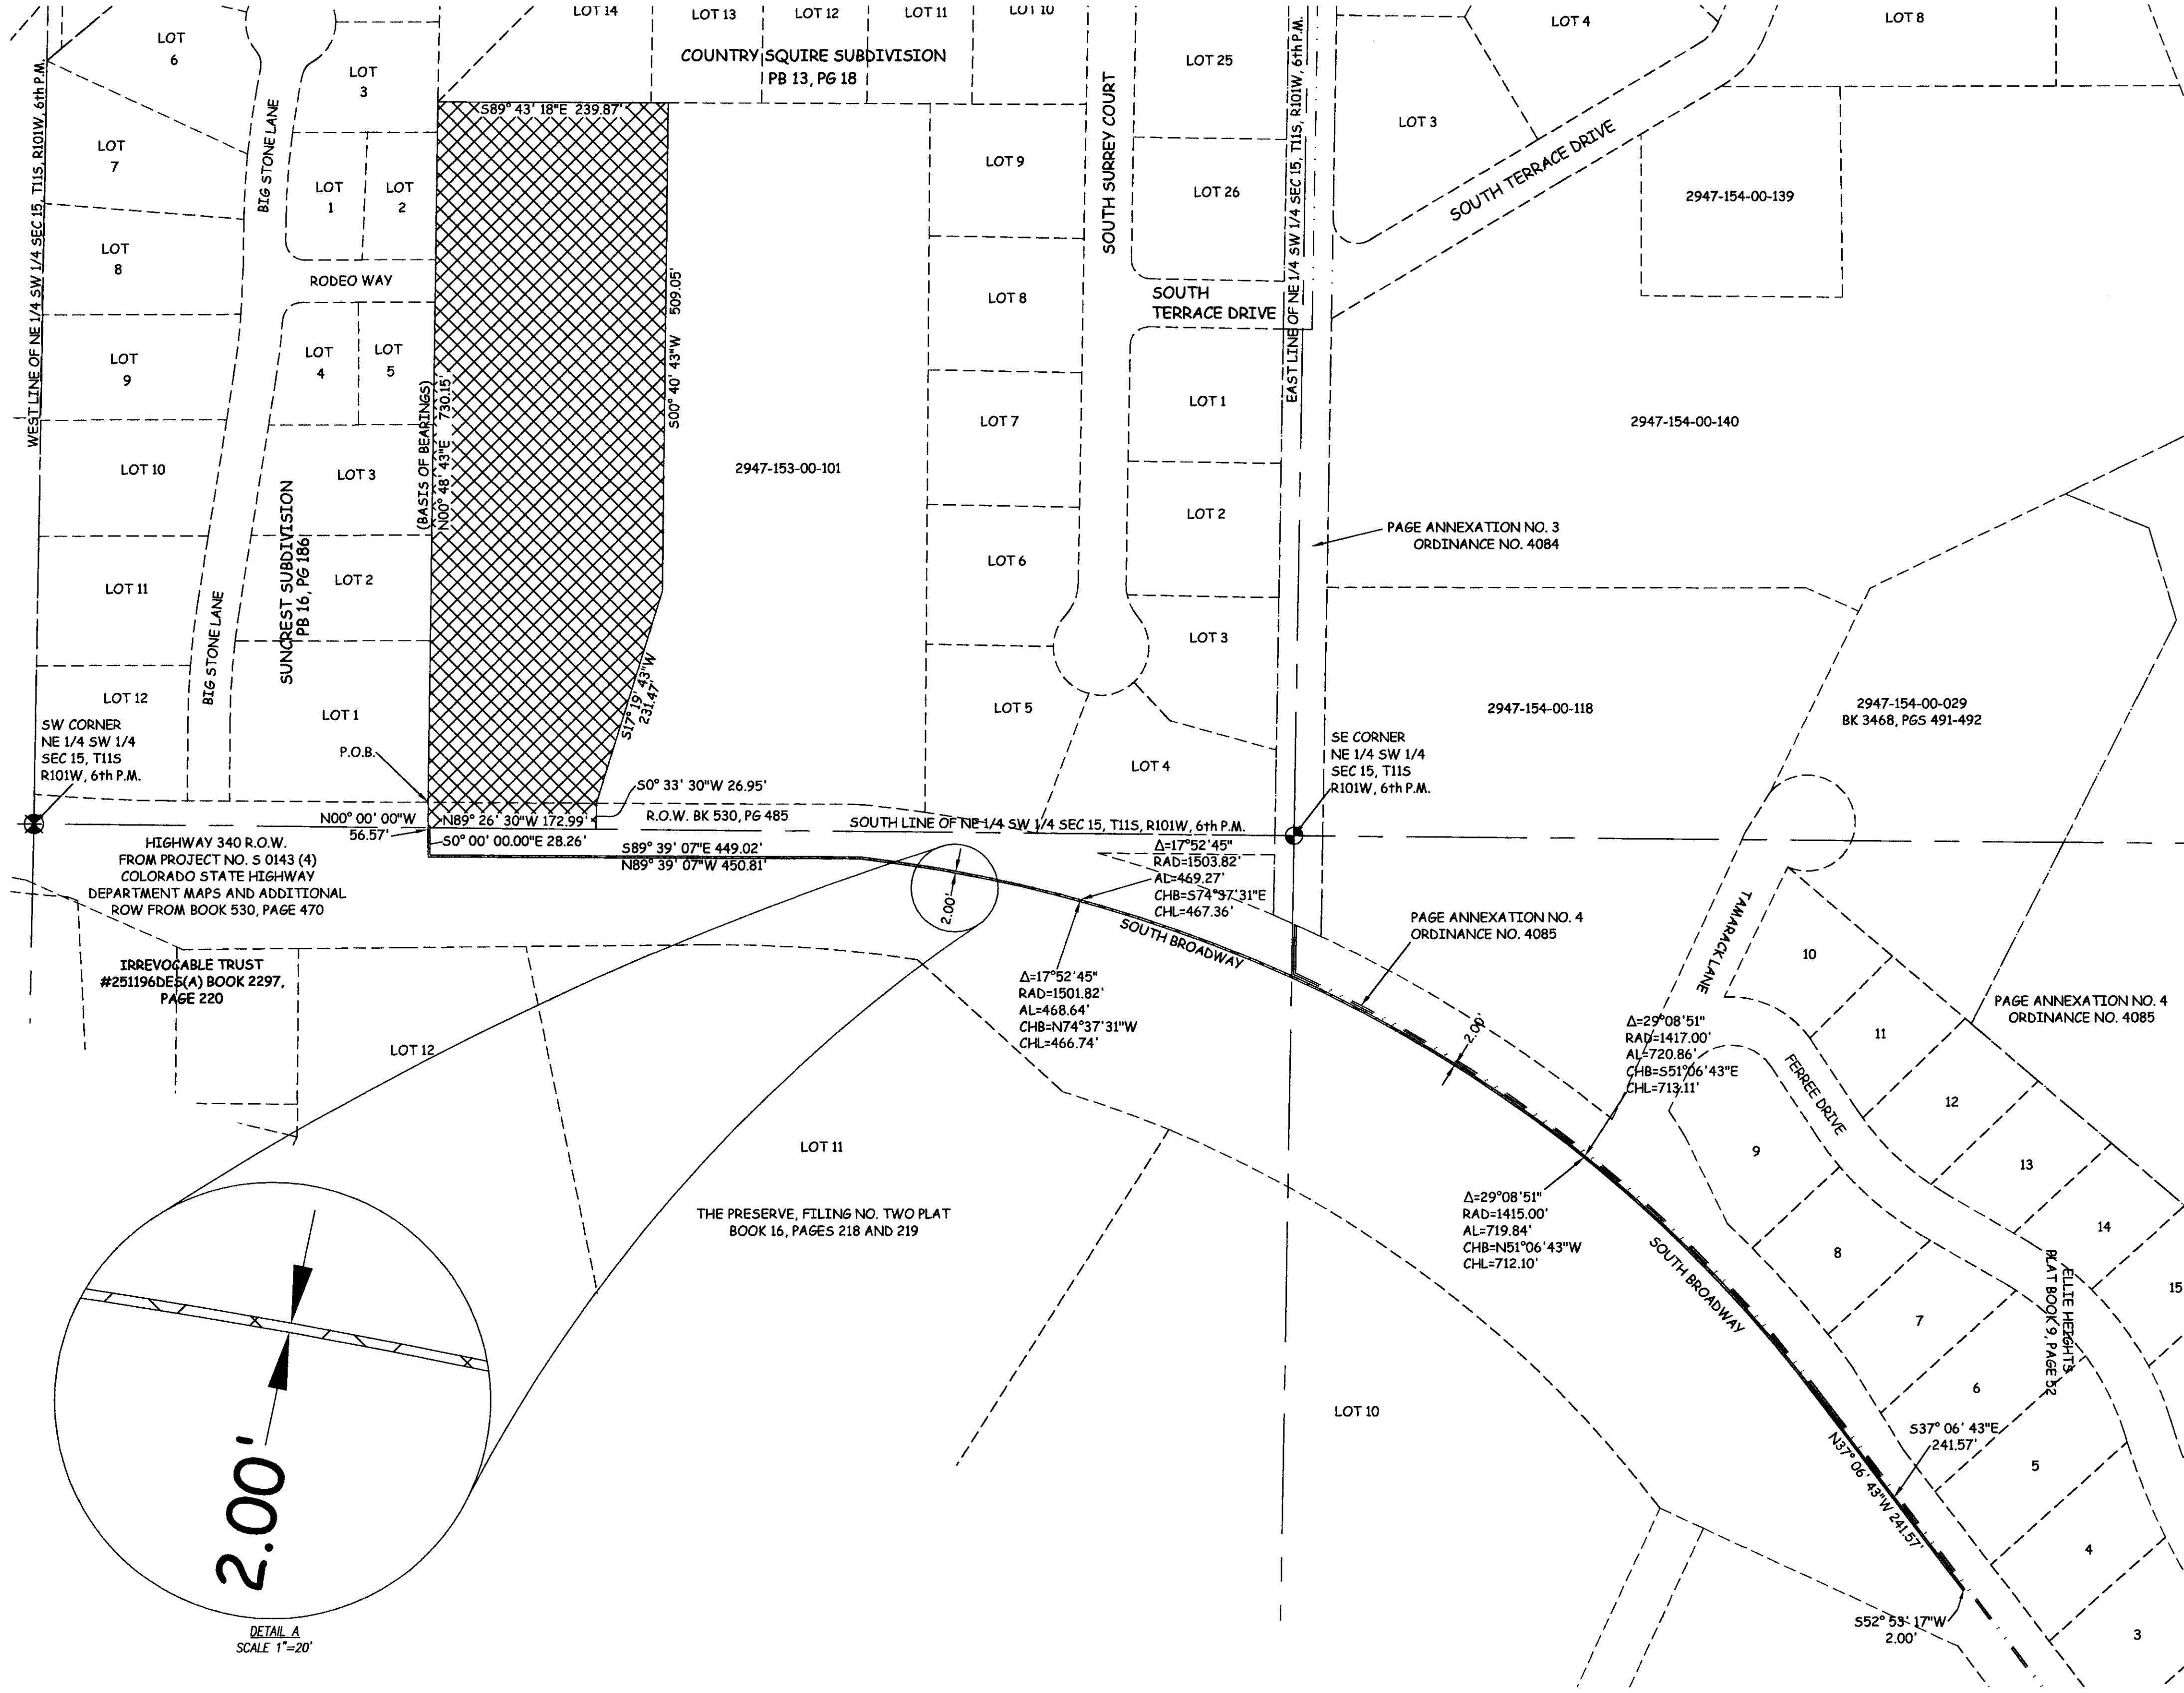 LOT 14
LOT 13
LOT 12
LOT 11
LOT 10
COUNTRY SQUIRE SUBDIVISION
PB 13, PG 18
LOT
6
LOT
3
LOT
7
LOT
1
LOT
2
LOT
8
LOT
9
LOT
4
LOT
5
LOT 10
LOT 3
LOT 11
LOT 2
LOT 12
LOT 1
BIG STONE LANE
RODEO WAY
BIG STONE LANE
SUNCREST SUBDIVISION
PB 16, PG 186
WEST LINE OF NE 1/4 SW 1/4 SEC 15, T11S, R101W, 6th P.M.
S89° 43' 18"E 239.87'
(BASIS OF BEARINGS)
N00° 48' 43"E 730.15'
S00° 40' 43"W 509.05'
S17° 19' 43"W
231.47'
2947-153-00-101
LOT 9
LOT 8
LOT 7
LOT 6
LOT 5
LOT 4
SOUTH SURREY COURT
LOT 25
LOT 26
SOUTH
TERRACE DRIVE
LOT 1
LOT 2
LOT 3
EAST LINE OF NE 1/4 SW 1/4 SEC 15, T11S, R101W, 6th P.M.
LOT 4
LOT 8
LOT 3
SOUTH TERRACE DRIVE
2947-154-00-139
2947-154-00-140
PAGE ANNEXATION NO. 3
ORDINANCE NO. 4084
2947-154-00-118
2947-154-00-029
BK 3468, PGS 491-492
SW CORNER
NE 1/4 SW 1/4
SEC 15, T11S
R101W, 6th P.M.
P.O.B.
SE CORNER
NE 1/4 SW 1/4
SEC 15, T11S
R101W, 6th P.M.
S0° 33' 30"W 26.95'
N00° 00' 00"W
56.57'
N89° 26' 30"W 172.99'
R.O.W. BK 530, PG 485
SOUTH LINE OF NE 1/4 SW 1/4 SEC 15, T11S, R101W, 6th P.M.
S0° 00' 00.00"E 28.26'
S89° 39' 07"E 449.02'
N89° 39' 07"W 450.81'
HIGHWAY 340 R.O.W.
FROM PROJECT NO. S 0143 (4)
COLORADO STATE HIGHWAY
DEPARTMENT MAPS AND ADDITIONAL
ROW FROM BOOK 530, PAGE 470
Δ=17°52'45"
RAD=1503.82'
AL=469.27'
CHB=S74°37'31"E
CHL=467.36'
2.00'
SOUTH BROADWAY
PAGE ANNEXATION NO. 4
ORDINANCE NO. 4085
IRREVOCABLE TRUST
#251196DES(A) BOOK 2297,
PAGE 220
Δ=17°52'45"
RAD=1501.82'
AL=468.64'
CHB=N74°37'31"W
CHL=466.74'
2.00'
TAMARACK LANE
10
11
PAGE ANNEXATION NO. 4
ORDINANCE NO. 4085
Δ=29°08'51"
RAD=1417.00'
AL=720.86'
CHB=S51°06'43"E
CHL=713.11'
FERREE DRIVE
12
9
13
14
15
8
7
6
5
4
3
LOT 12
LOT 11
THE PRESERVE, FILING NO. TWO PLAT
BOOK 16, PAGES 218 AND 219
Δ=29°08'51"
RAD=1415.00'
AL=719.84'
CHB=N51°06'43"W
CHL=712.10'
SOUTH BROADWAY
ELLIE HEIGHTS
PLAT BOOK 9, PAGE 52
LOT 10
S37° 06' 43"E
241.57'
N37° 06' 43"W 241.57'
S52° 53' 17"W
2.00'
2.00'
DETAIL A
SCALE 1"=20'